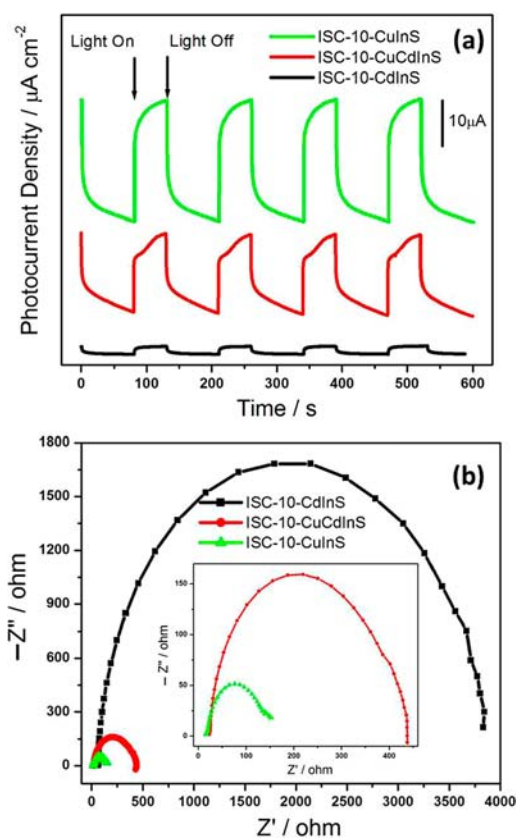 Light On
Light Off
ISC-10-CuInS
ISC-10-CuCdInS
ISC-10-CdInS
(a)
10μA
Photocurrent Density / μA cm⁻²
0 100 200 300 400 500 600
Time / s
(b)
1800
1500
1200
900
600
300
0
ISC-10-CdInS
ISC-10-CuCdInS
ISC-10-CuInS
150
100
50
0
– Z" / ohm
0 200 400
Z' / ohm
–Z" / ohm
0 500 1000 1500 2000 2500 3000 3500 4000
Z' / ohm